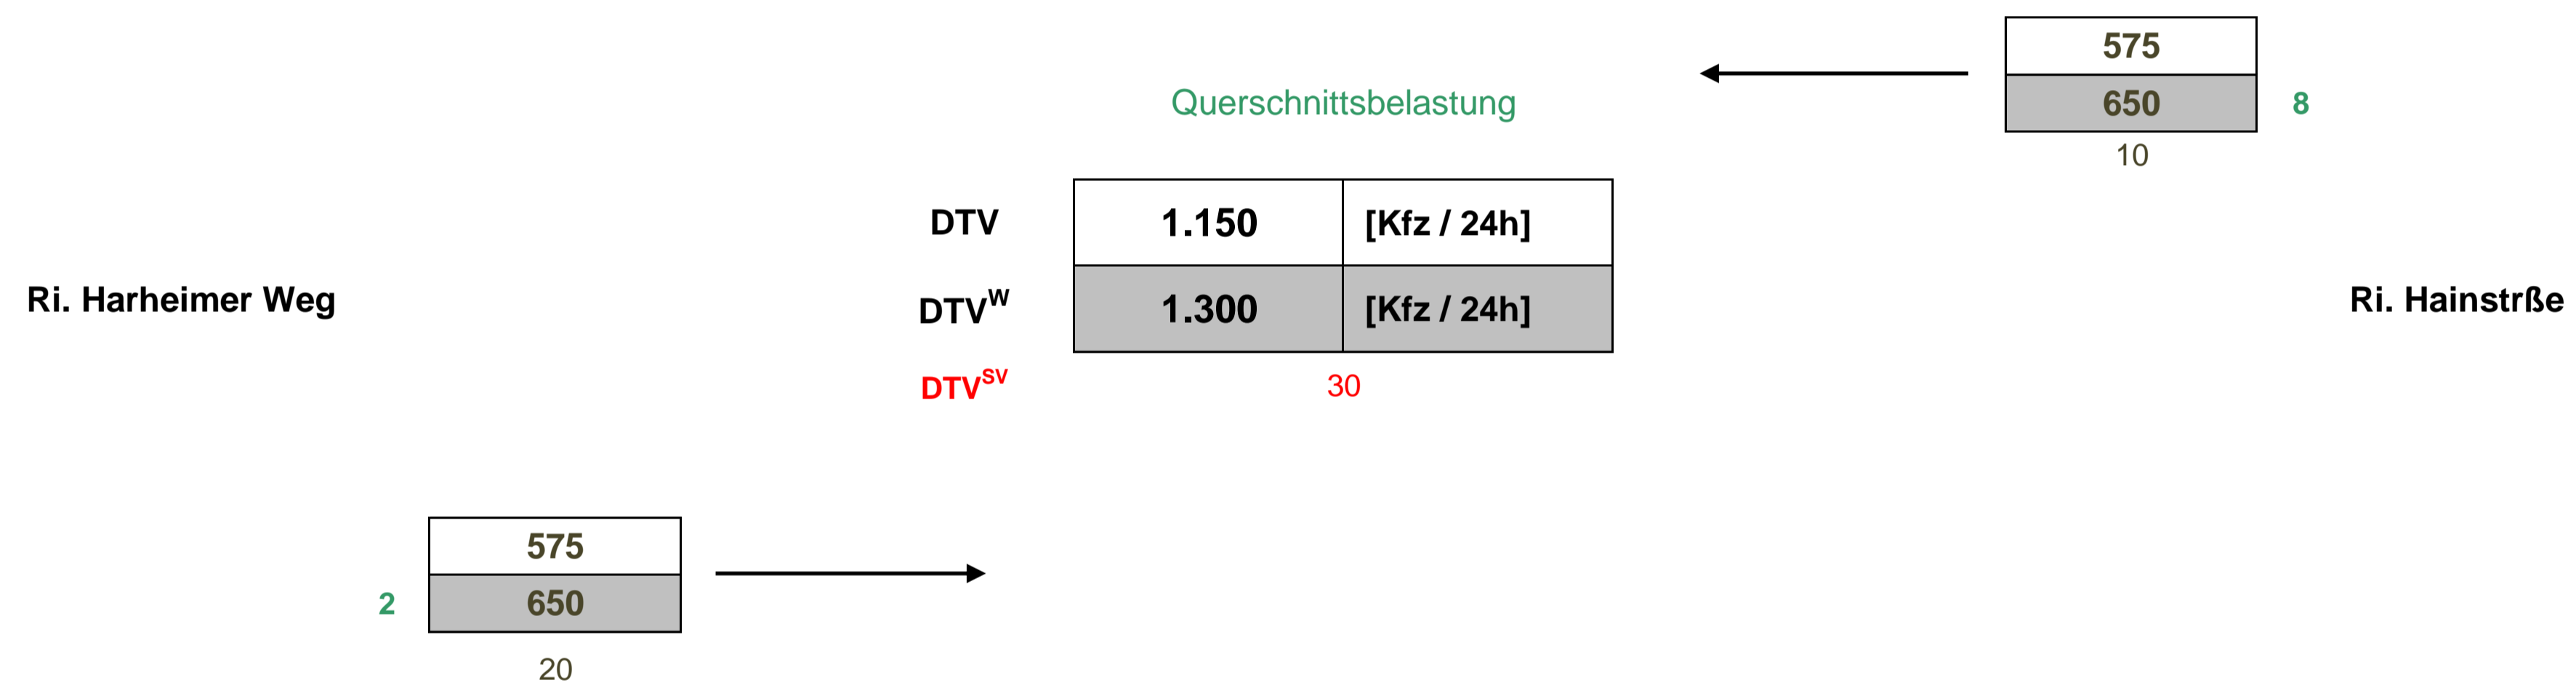 575
Querschnittsbelastung
650 8
10
DTV 1.150 [Kfz / 24h]
Ri. Harheimer Weg
DTVW 1.300 [Kfz / 24h]
Ri. Hainstrße
DTVSV 30
575
2 650
20